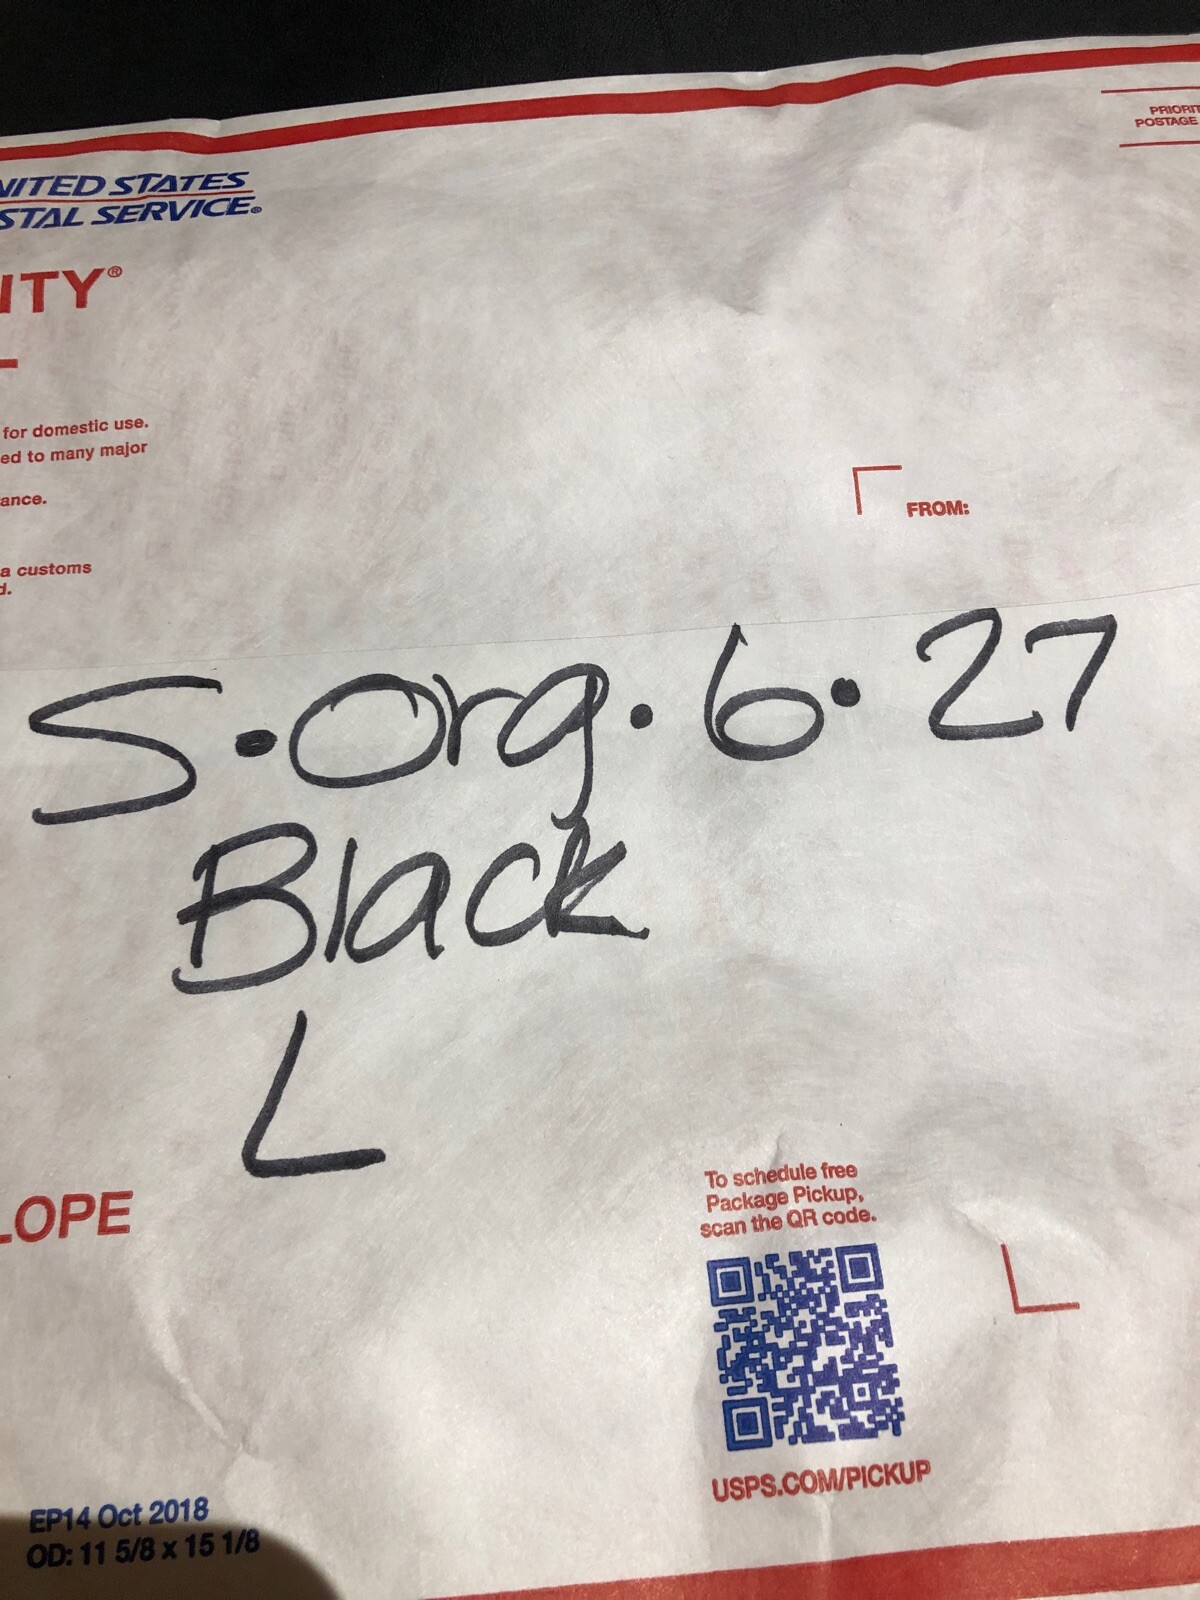 PRIORIT
POSTAGE
NITED STATES
STAL SERVICE®
ITY®
for domestic use.
ed to many major
ance.
a customs
d.
FROM:
S·Org·6·27
Black
L
LOPE
To schedule free
Package Pickup,
scan the QR code.
USPS.COM/PICKUP
EP14 Oct 2018
OD: 11 5/8 x 15 1/8